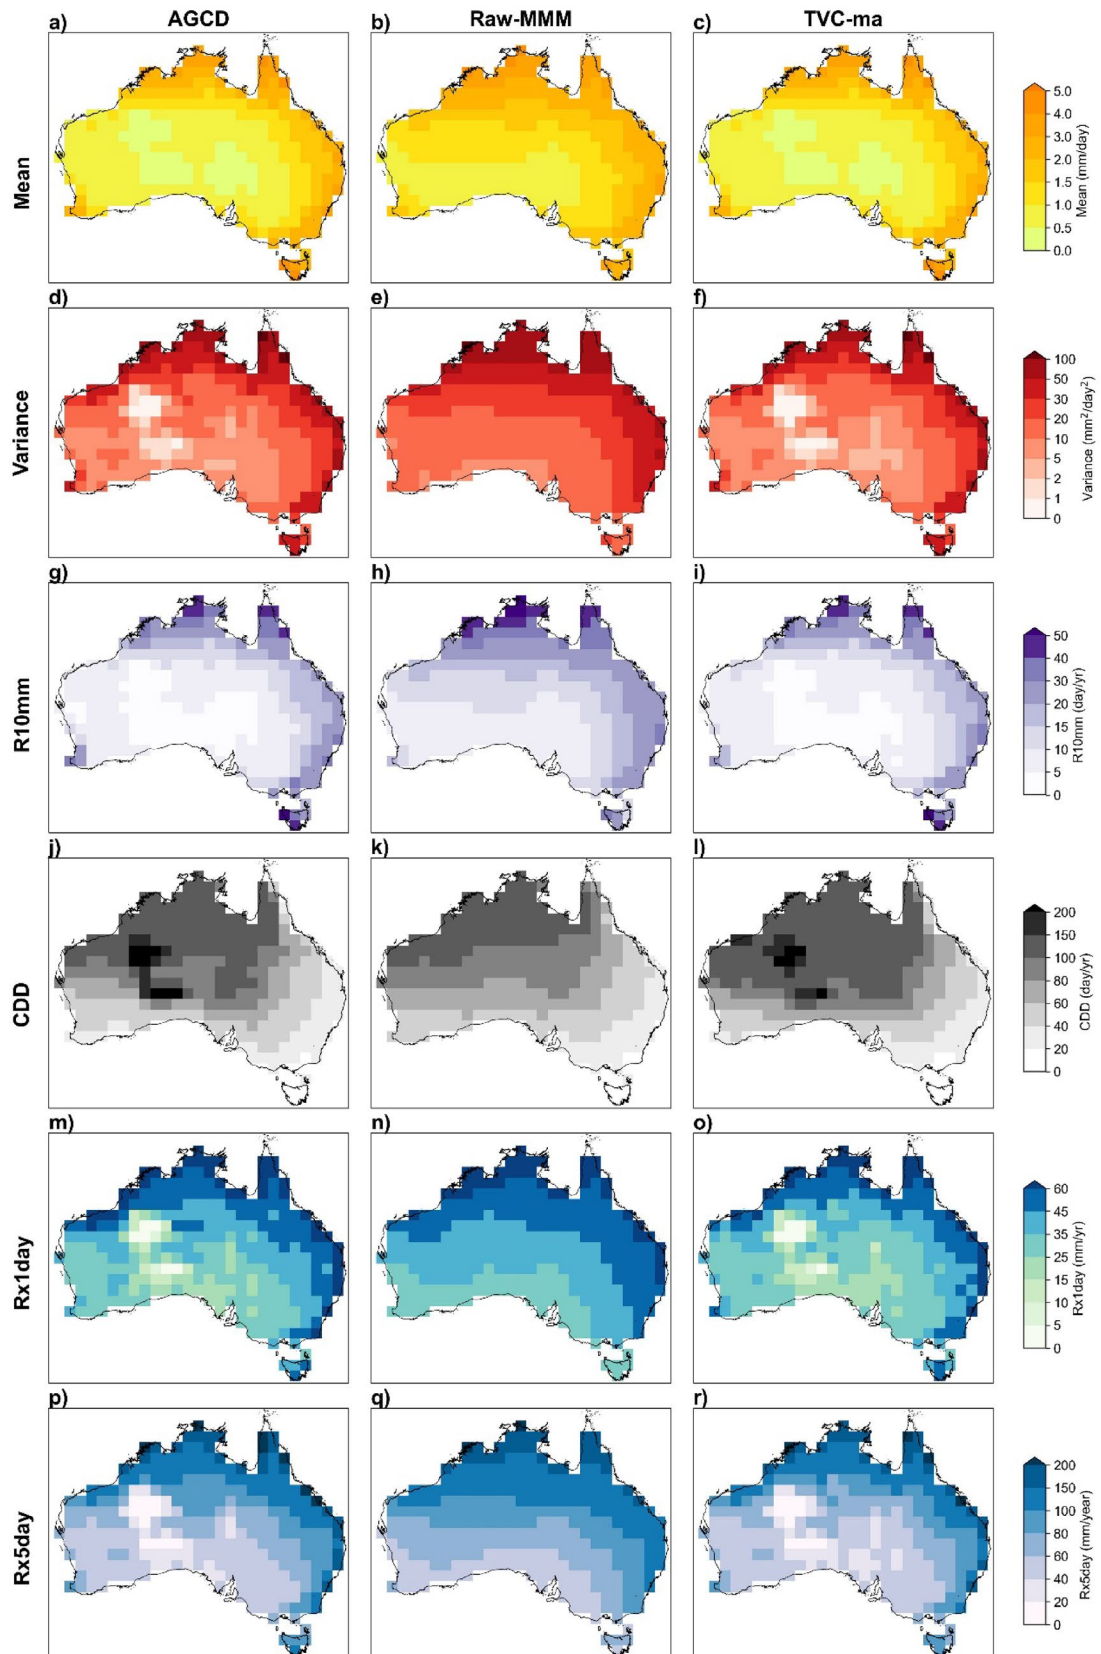 AGCD Raw-MMM TVC-ma
a) b) c)
Mean
5.0
4.0
3.0
2.0
1.5
1.0
0.5
0.0
Mean (mm/day)
d) e) f)
Variance
100
50
30
20
10
5
2
1
0
Variance (mm²/day²)
g) h) i)
R10mm
50
40
30
20
15
10
5
0
R10mm (day/yr)
j) k) l)
CDD
200
150
100
80
60
40
20
0
CDD (day/yr)
m) n) o)
Rx1day
60
45
35
25
15
10
5
0
Rx1day (mm/yr)
p) q) r)
Rx5day
200
150
100
80
60
40
20
0
Rx5day (mm/year)